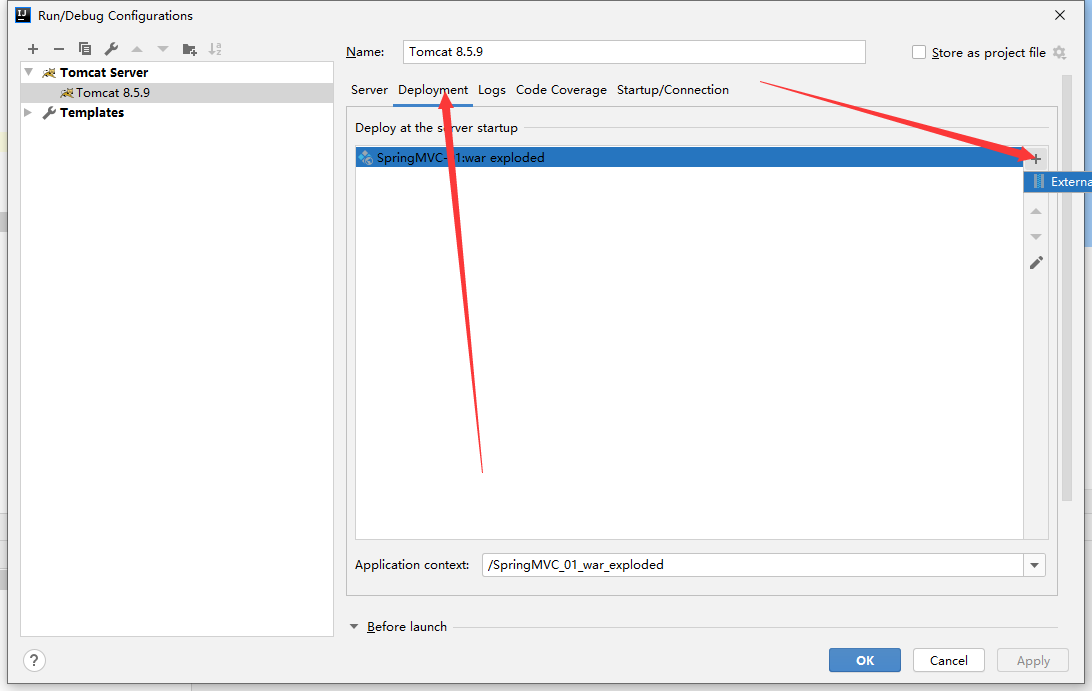 Run/Debug Configurations
Name: Tomcat 8.5.9 Store as project file
Tomcat Server
Tomcat 8.5.9
Templates
Server Deployment Logs Code Coverage Startup/Connection
Deploy at the server startup
SpringMVC-01:war exploded
Externa
Application context: /SpringMVC_01_war_exploded
Before launch
? OK Cancel Apply